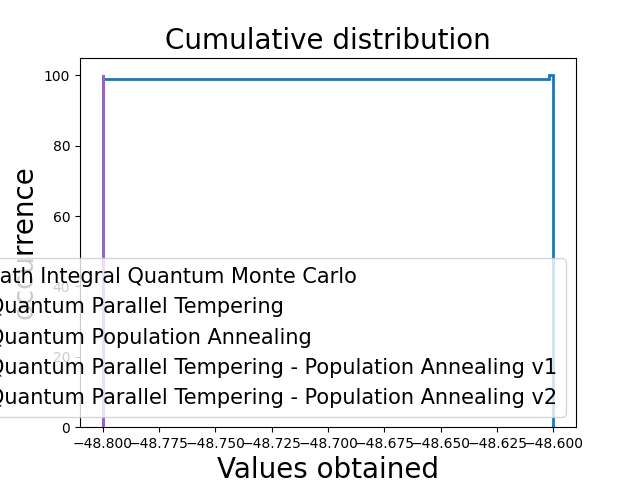 Cumulative distribution
100
80
60
40
20
0
occurrence
ath Integral Quantum Monte Carlo
Quantum Parallel Tempering
Quantum Population Annealing
Quantum Parallel Tempering - Population Annealing v1
Quantum Parallel Tempering - Population Annealing v2
−48.800 −48.775 −48.750 −48.725 −48.700 −48.675 −48.650 −48.625 −48.600
Values obtained